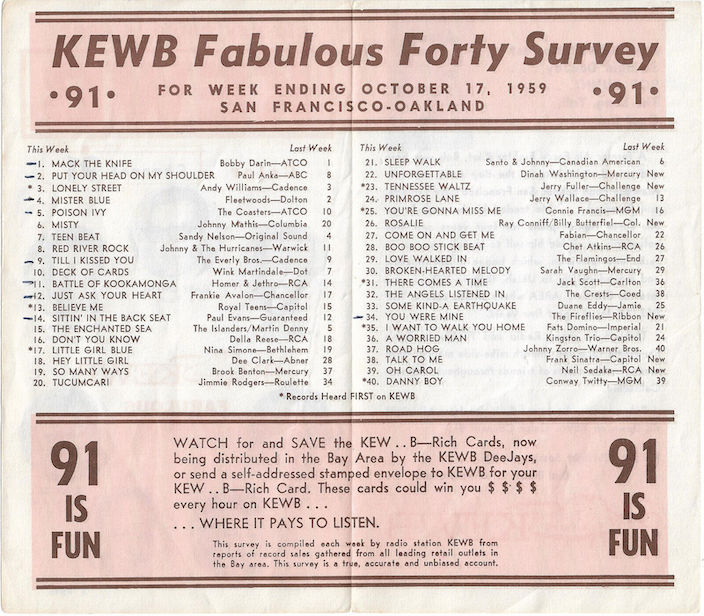 KEWB Fabulous Forty Survey
•91• FOR WEEK ENDING OCTOBER 17, 1959 •91•
SAN FRANCISCO-OAKLAND
This Week Last Week
1. MACK THE KNIFE Bobby Darin—ATCO 1
2. PUT YOUR HEAD ON MY SHOULDER Paul Anka—ABC 8
* 3. LONELY STREET Andy Williams—Cadence 3
4. MISTER BLUE Fleetwoods—Dolton 2
5. POISON IVY The Coasters—ATCO 10
6. MISTY Johnny Mathis—Columbia 20
7. TEEN BEAT Sandy Nelson—Original Sound 4
8. RED RIVER ROCK Johnny & The Hurricanes—Warwick 11
9. TILL I KISSED YOU The Everly Bros.—Cadence 9
10. DECK OF CARDS Wink Martindale—Dot 7
11. BATTLE OF KOOKAMONGA Homer & Jethro—RCA 14
12. JUST ASK YOUR HEART Frankie Avalon—Chancellor 17
*13. BELIEVE ME Royal Teens—Capitol 15
14. SITTIN' IN THE BACK SEAT Paul Evans—Guaranteed 12
15. THE ENCHANTED SEA The Islanders/Martin Denny 5
16. DON'T YOU KNOW Della Reese—RCA 18
*17. LITTLE GIRL BLUE Nina Simone—Bethlehem 19
18. HEY LITTLE GIRL Dee Clark—Abner 28
19. SO MANY WAYS Brook Benton—Mercury 37
20. TUCUMCARI Jimmie Rodgers—Roulette 34
This Week Last Week
21. SLEEP WALK Santo & Johnny—Canadian American 6
22. UNFORGETTABLE Dinah Washington—Mercury New
*23. TENNESSEE WALTZ Jerry Fuller—Challenge New
24. PRIMROSE LANE Jerry Wallace—Challenge 13
*25. YOU'RE GONNA MISS ME Connie Francis—MGM 16
26. ROSALIE Ray Conniff/Billy Butterfiel—Col. New
27. COME ON AND GET ME Fabian—Chancellor 22
28. BOO BOO STICK BEAT Chet Atkins—RCA 26
29. LOVE WALKED IN The Flamingos—End 27
30. BROKEN-HEARTED MELODY Sarah Vaughn—Mercury 29
*31. THERE COMES A TIME Jack Scott—Carlton 36
32. THE ANGELS LISTENED IN The Crests—Coed 38
33. SOME KIND-A EARTHQUAKE Duane Eddy—Jamie 25
34. YOU WERE MINE The Fireflies—Ribbon New
*35. I WANT TO WALK YOU HOME Fats Domino—Imperial 21
36. A WORRIED MAN Kingston Trio—Capitol 24
37. ROAD HOG Johnny Zorro—Warner Bros. 40
38. TALK TO ME Frank Sinatra—Capitol New
39. OH CAROL Neil Sedaka—RCA New
*40. DANNY BOY Conway Twitty—MGM 39
* Records Heard FIRST on KEWB
91
IS
FUN
WATCH for and SAVE the KEW . . B—Rich Cards, now
being distributed in the Bay Area by the KEWB DeeJays,
or send a self-addressed stamped envelope to KEWB for your
KEW . . B—Rich Card. These cards could win you $ $ $ $
every hour on KEWB . . .
. . . WHERE IT PAYS TO LISTEN.
This survey is compiled each week by radio station KEWB from
reports of record sales gathered from all leading retail outlets in
the Bay area. This survey is a true, accurate and unbiased account.
91
IS
FUN